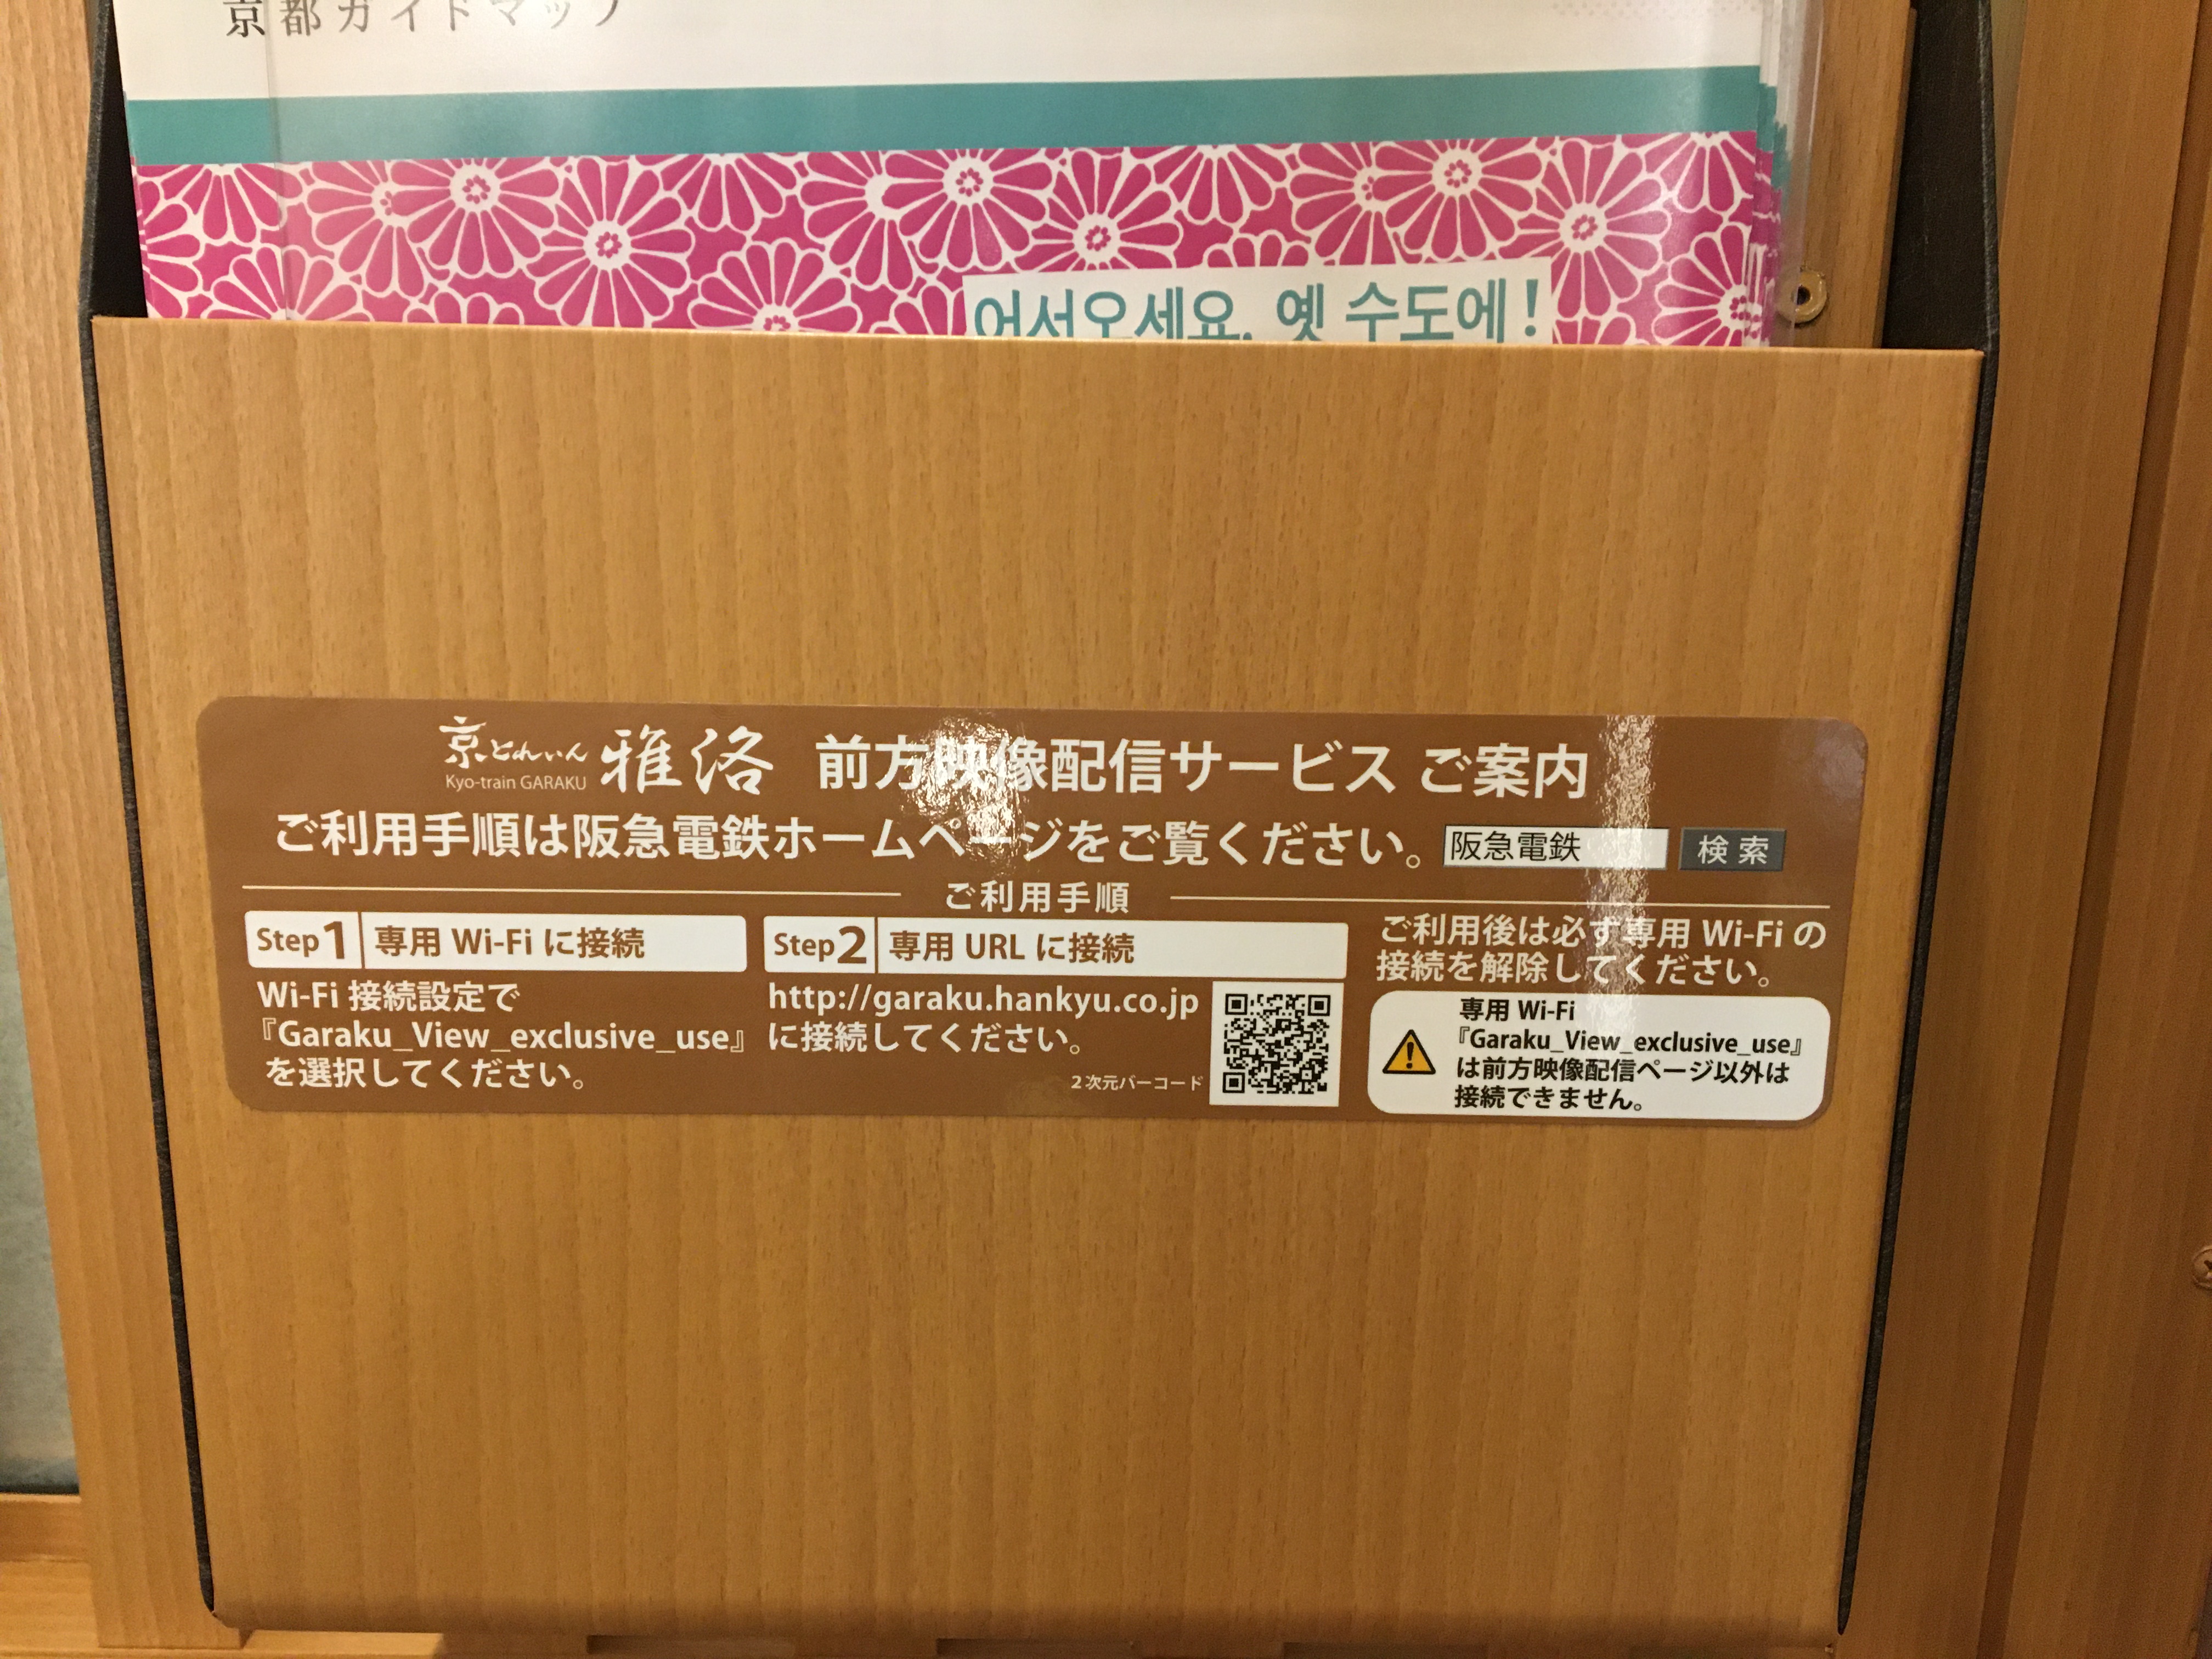 京都ガイドマップ
어서오세요, 옛 수도에!
京とれいん 雅洛 前方映像配信サービス ご案内
Kyo-train GARAKU
ご利用手順は阪急電鉄ホームページをご覧ください。 阪急電鉄 検索
ご利用手順
Step1 専用 Wi-Fi に接続
Wi-Fi 接続設定で
『Garaku_View_exclusive_use』
を選択してください。
Step2 専用 URL に接続
http://garaku.hankyu.co.jp
に接続してください。
2次元バーコード
ご利用後は必ず専用 Wi-Fi の
接続を解除してください。
専用 Wi-Fi
『Garaku_View_exclusive_use』
は前方映像配信ページ以外は
接続できません。